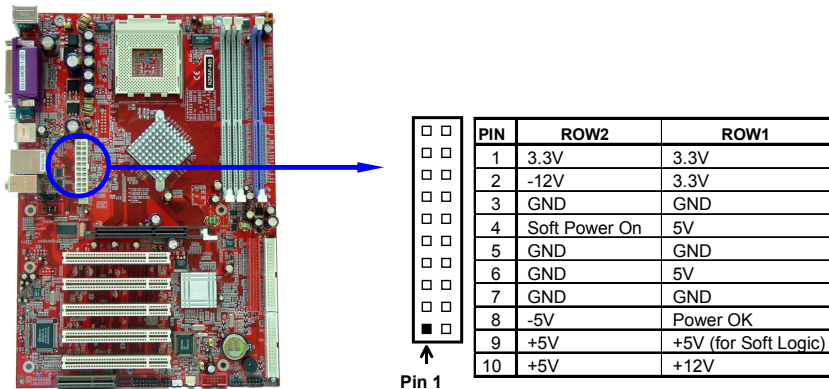 PIN ROW2 ROW1
1 3.3V 3.3V
2 -12V 3.3V
3 GND GND
4 Soft Power On 5V
5 GND GND
6 GND 5V
7 GND GND
8 -5V Power OK
9 +5V +5V (for Soft Logic)
10 +5V +12V
Pin 1